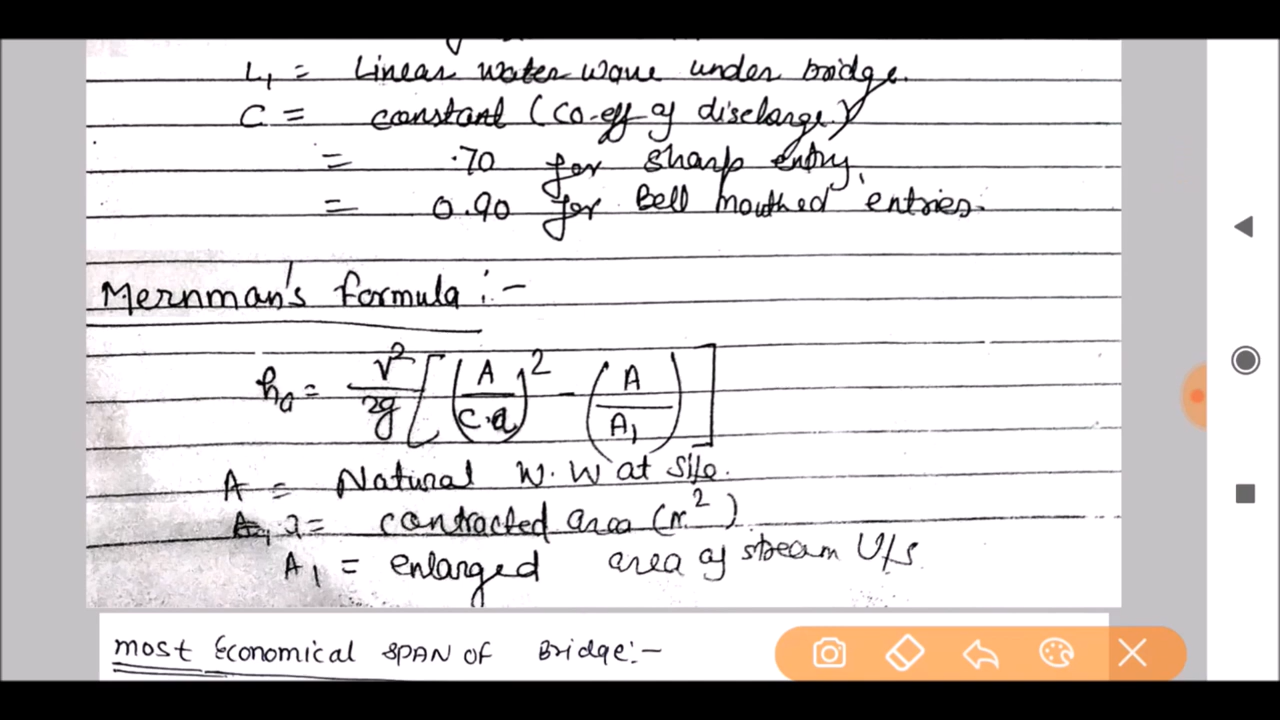 L₁ = Linear water wave under bridge.
C = constant (co-eff of discharge)
= .70 for sharp entry,
= 0.90 for Bell mouthed entries.
Mernman's formula :-
hₐ = V²/2g [(A/C.a)² - (A/A₁)]
A = Natural W.W at site.
a = contracted area (m²)
A₁ = enlarged area of stream U/S.
most Economical SPAN OF Bridge:-